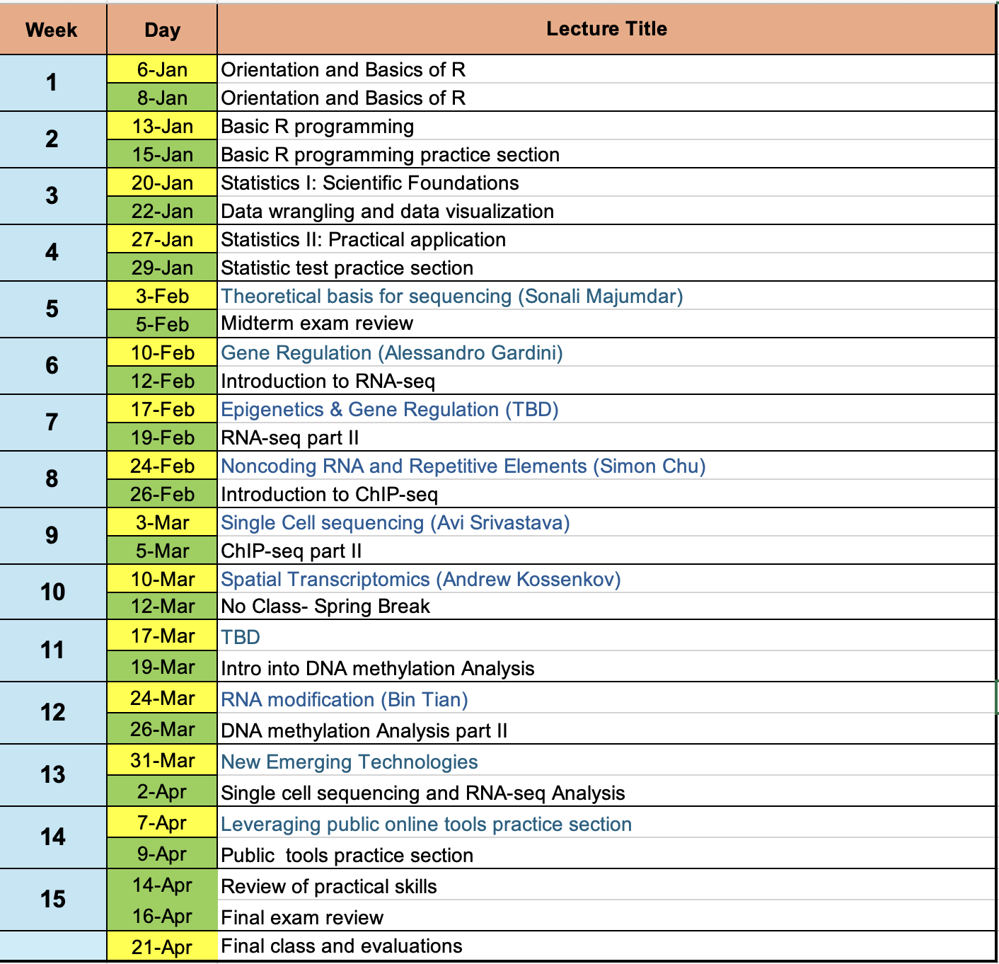 Week Day Lecture Title
1 6-Jan Orientation and Basics of R
8-Jan Orientation and Basics of R
2 13-Jan Basic R programming
15-Jan Basic R programming practice section
3 20-Jan Statistics I: Scientific Foundations
22-Jan Data wrangling and data visualization
4 27-Jan Statistics II: Practical application
29-Jan Statistic test practice section
5 3-Feb Theoretical basis for sequencing (Sonali Majumdar)
5-Feb Midterm exam review
6 10-Feb Gene Regulation (Alessandro Gardini)
12-Feb Introduction to RNA-seq
7 17-Feb Epigenetics & Gene Regulation (TBD)
19-Feb RNA-seq part II
8 24-Feb Noncoding RNA and Repetitive Elements (Simon Chu)
26-Feb Introduction to ChIP-seq
9 3-Mar Single Cell sequencing (Avi Srivastava)
5-Mar ChIP-seq part II
10 10-Mar Spatial Transcriptomics (Andrew Kossenkov)
12-Mar No Class- Spring Break
11 17-Mar TBD
19-Mar Intro into DNA methylation Analysis
12 24-Mar RNA modification (Bin Tian)
26-Mar DNA methylation Analysis part II
13 31-Mar New Emerging Technologies
2-Apr Single cell sequencing and RNA-seq Analysis
14 7-Apr Leveraging public online tools practice section
9-Apr Public  tools practice section
15 14-Apr Review of practical skills
16-Apr Final exam review
21-Apr Final class and evaluations